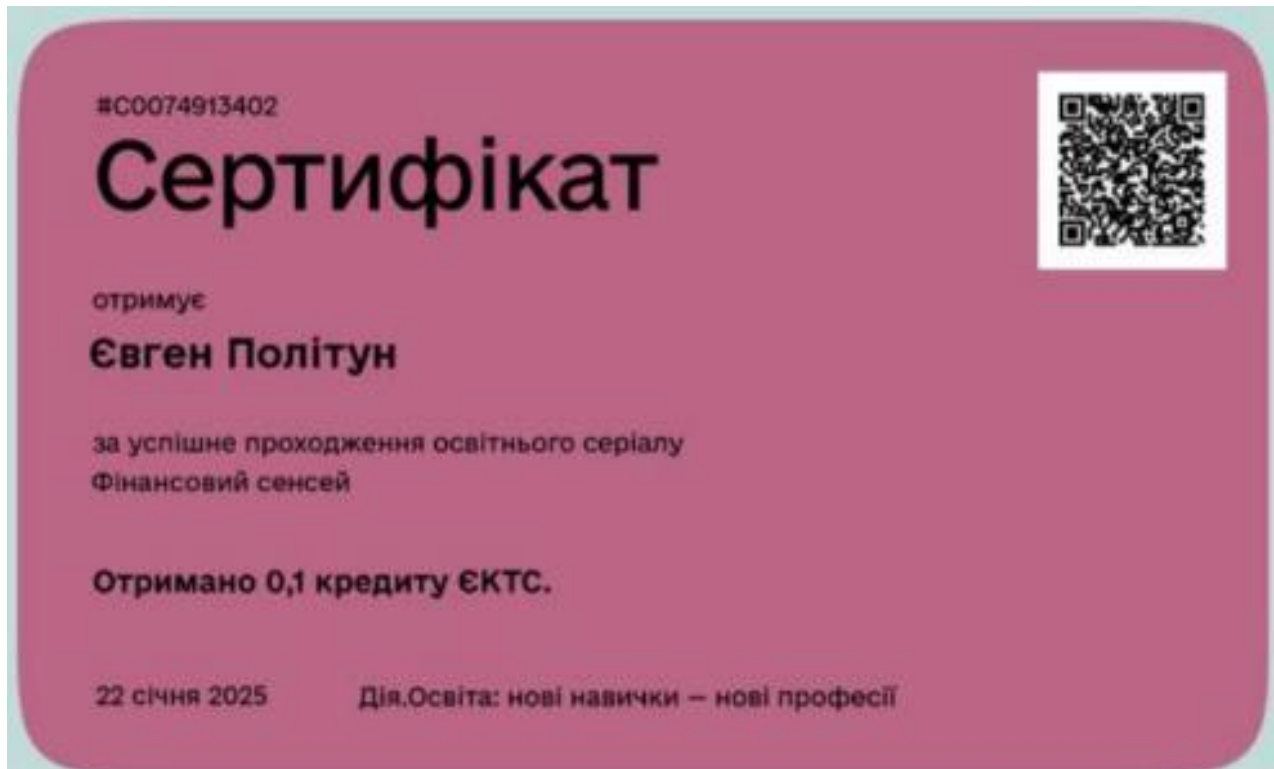 #C0074913402
Сертифікат
отримує
Євген Політун
за успішне проходження освітнього серіалу
Фінансовий сенсей
Отримано 0,1 кредиту ЄКТС.
22 січня 2025 Дія.Освіта: нові навички — нові професії